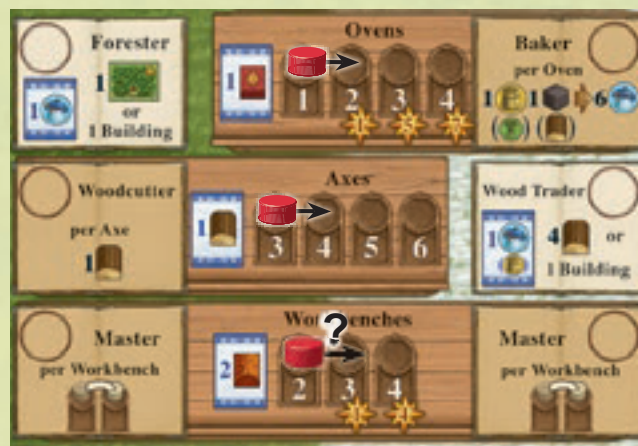 Forester
1
1
or
1 Building
Ovens
1
1 2 3 4
Baker
per Oven
1 1 6
( ) ( )
Woodcutter
per Axe
1
Axes
1
3 4 5 6
Wood Trader
1
4 or
1 Building
Master
per Workbench
?
2
2 3 4
Master
per Workbench